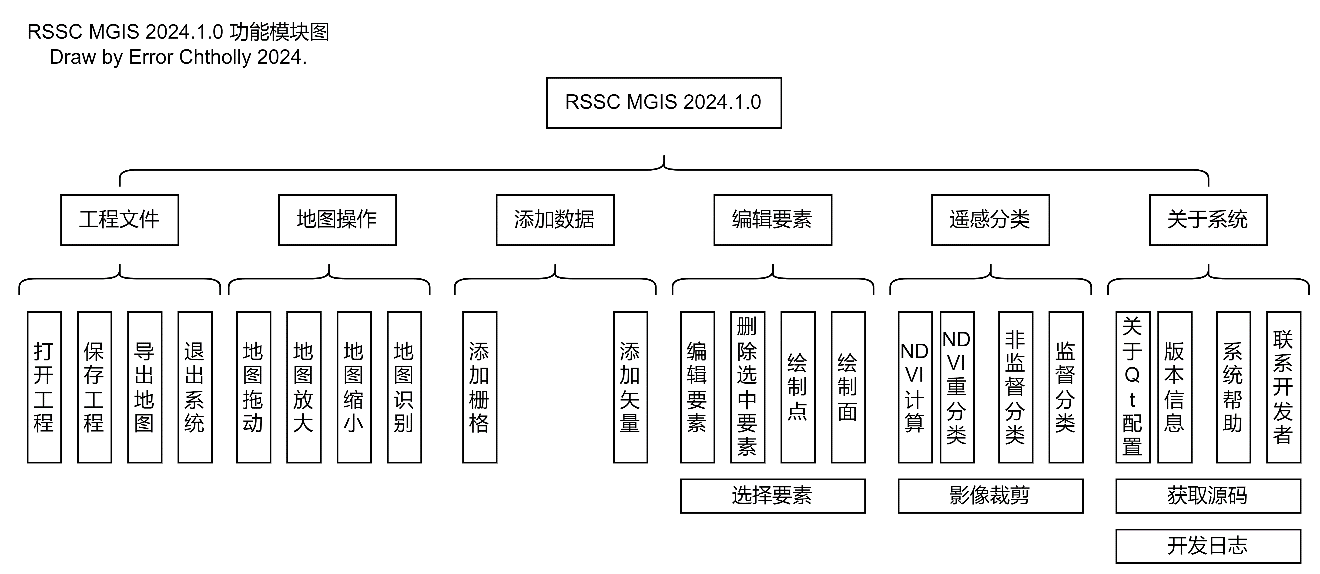 RSSC MGIS 2024.1.0 功能模块图
Draw by Error Chtholly 2024.
RSSC MGIS 2024.1.0
工程文件
地图操作
添加数据
编辑要素
遥感分类
关于系统
打开工程
保存工程
导出地图
退出系统
地图拖动
地图放大
地图缩小
地图识别
添加栅格
添加矢量
编辑要素
删除选中要素
绘制点
绘制面
NDVI计算
NDVI重分类
非监督分类
监督分类
关于Qt配置
版本信息
系统帮助
联系开发者
选择要素
影像裁剪
获取源码
开发日志